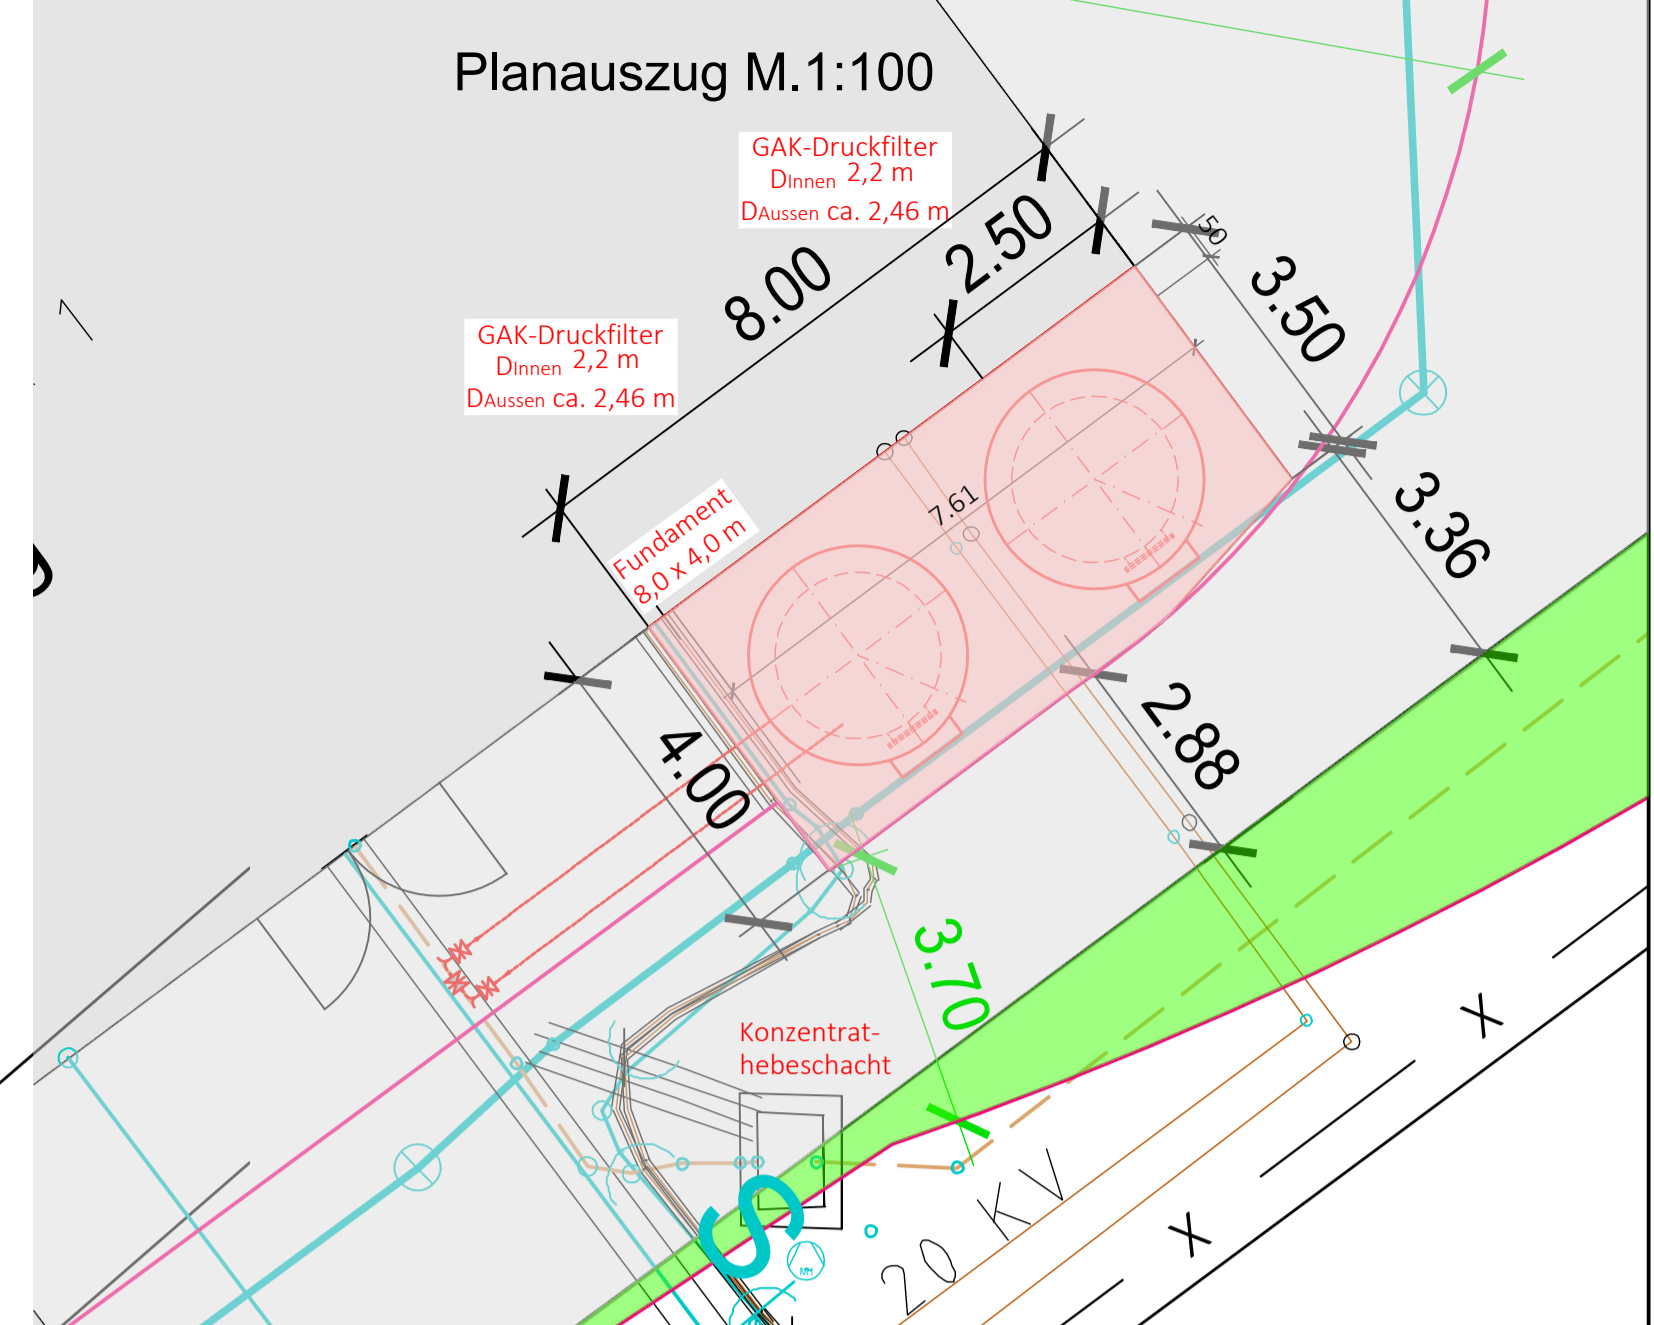 Planauszug M.1:100
GAK-Druckfilter
DInnen 2,2 m
DAussen ca. 2,46 m
50
2.50
8.00
3.50
GAK-Druckfilter
DInnen 2,2 m
DAussen ca. 2,46 m
1
7.61
3.36
Fundament
8,0 x 4,0 m
4.00
2.88
3.70
Konzentrat-
hebeschacht
X
20 KV
S
X
MM